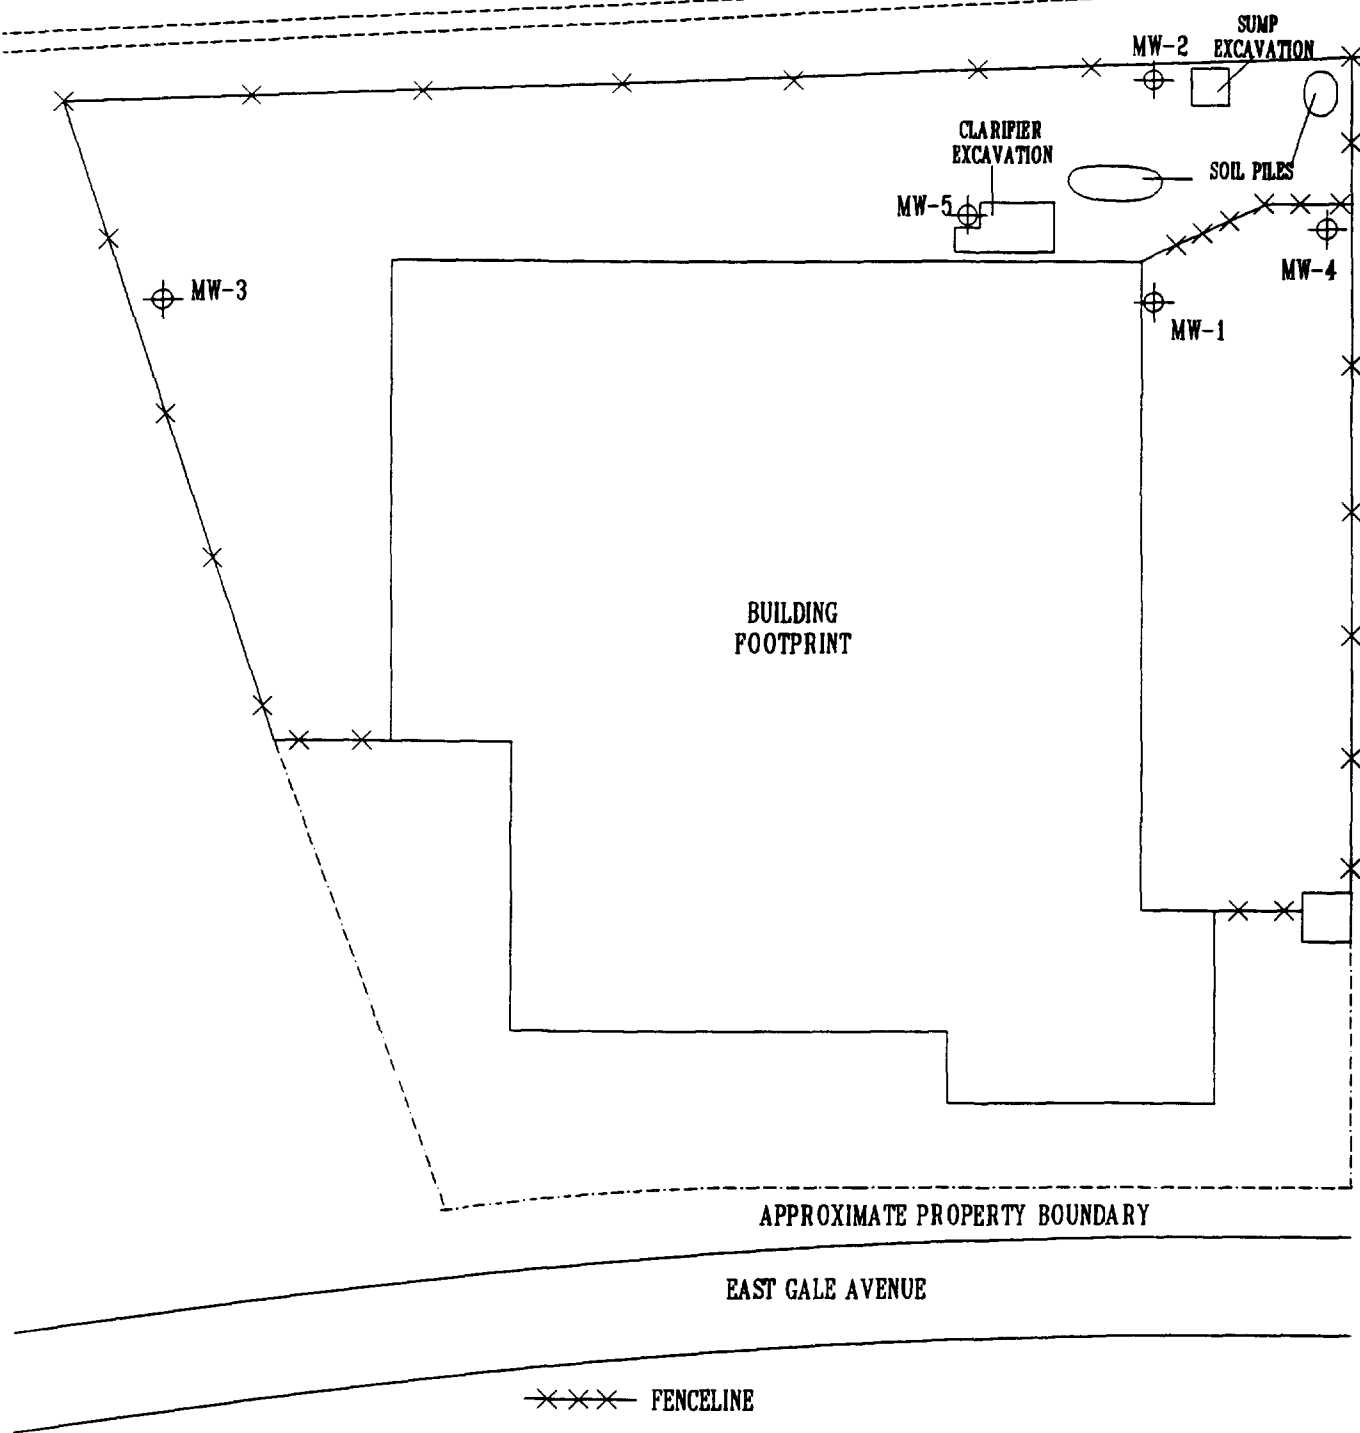 SUMP
EXCAVATION
MW-2
CLARIFIER
EXCAVATION
SOIL PILES
MW-5
MW-4
MW-3
MW-1
BUILDING
FOOTPRINT
APPROXIMATE PROPERTY BOUNDARY
EAST GALE AVENUE
FENCELINE